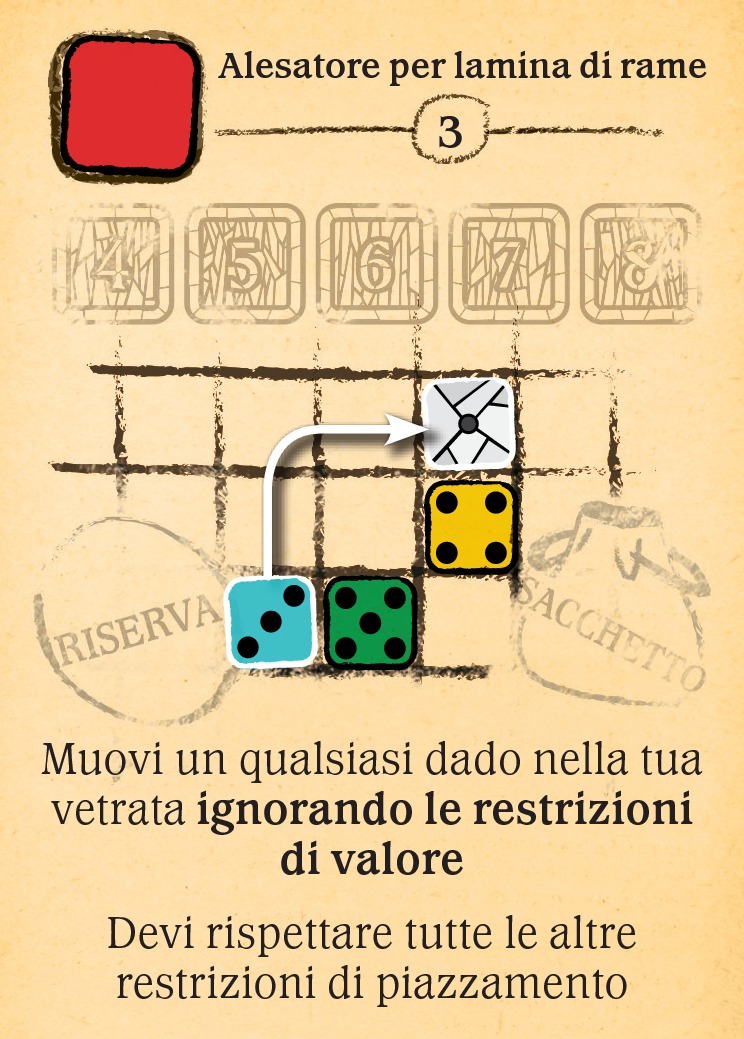 Alesatore per lamina di rame
3
4 5 6 7 8
RISERVA
SACCHETTO
Muovi un qualsiasi dado nella tua
vetrata ignorando le restrizioni
di valore
Devi rispettare tutte le altre
restrizioni di piazzamento